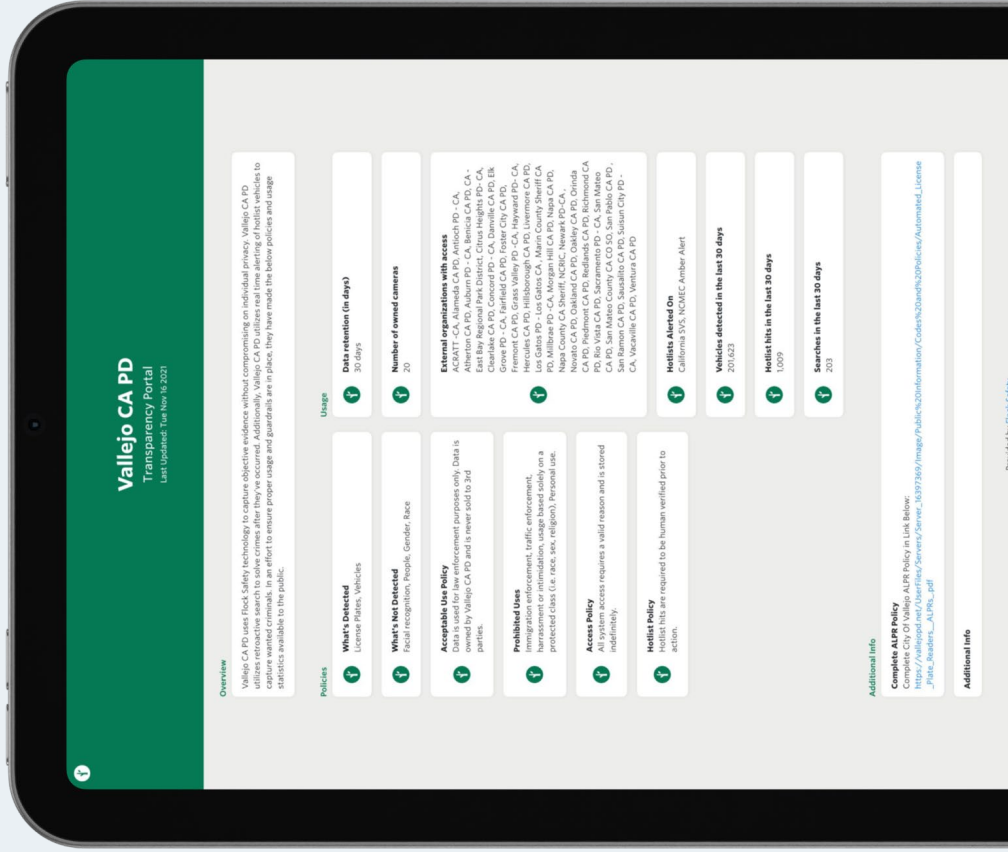 Vallejo CA PD
Transparency Portal
Last Updated: Tue Nov 16 2021
Overview
Vallejo CA PD uses Flock Safety technology to capture objective evidence without compromising on individual privacy. Vallejo CA PD
utilizes retroactive search to solve crimes after they've occurred. Additionally, Vallejo CA PD utilizes real time alerting of hotlist vehicles to
capture wanted criminals. In an effort to ensure proper usage and guardrails are in place, they have made the below policies and usage
statistics available to the public.
Policies
What's Detected
License Plates, Vehicles
What's Not Detected
Facial recognition, People, Gender, Race
Acceptable Use Policy
Data is used for law enforcement purposes only. Data is
owned by Vallejo CA PD and is never sold to 3rd
parties.
Prohibited Uses
Immigration enforcement, traffic enforcement,
harrassment or intimidation, usage based solely on a
protected class (i.e. race, sex, religion), Personal use.
Access Policy
All system access requires a valid reason and is stored
indefinitely.
Hotlist Policy
Hotlist hits are required to be human verified prior to
action.
Usage
Data retention (in days)
30 days
Number of owned cameras
20
External organizations with access
ACRATT -CA, Alameda CA PD, Antioch PD - CA,
Atherton CA PD, Auburn PD - CA, Benicia CA PD, CA -
East Bay Regional Park District, Citrus Heights PD- CA,
Clearlake CA PD, Concord PD - CA, Danville CA PD, Elk
Grove PD - CA, Fairfield CA PD, Foster City CA PD,
Fremont CA PD, Grass Valley PD -CA, Hayward PD- CA,
Hercules CA PD, Hillsborough CA PD, Livermore CA PD,
Los Gatos PD - Los Gatos CA , Marin County Sheriff CA
PD, Millbrae PD -CA, Morgan Hill CA PD, Napa CA PD,
Napa County CA Sheriff, NCRIC, Newark PD-CA ,
Novato CA PD, Oakland CA PD, Oakley CA PD, Orinda
CA PD, Piedmont CA PD, Redlands CA PD, Richmond CA
PD, Rio Vista CA PD, Sacramento PD - CA, San Mateo
CA PD, San Mateo County CA CO SO, San Pablo CA PD ,
San Ramon CA PD, Sausalito CA PD, Suisun City PD -
CA, Vacaville CA PD, Ventura CA PD
Hotlists Alerted On
California SVS, NCMEC Amber Alert
Vehicles detected in the last 30 days
201,623
Hotlist hits in the last 30 days
1,009
Searches in the last 30 days
203
Additional Info
Complete ALPR Policy
Complete City Of Vallejo ALPR Policy in Link Below:
https://vallejopd.net/UserFiles/Servers/Server_16397369/Image/Public%20Information/Codes%20and%20Policies/Automated_License
_Plate_Readers__ALPRs_.pdf
Additional Info